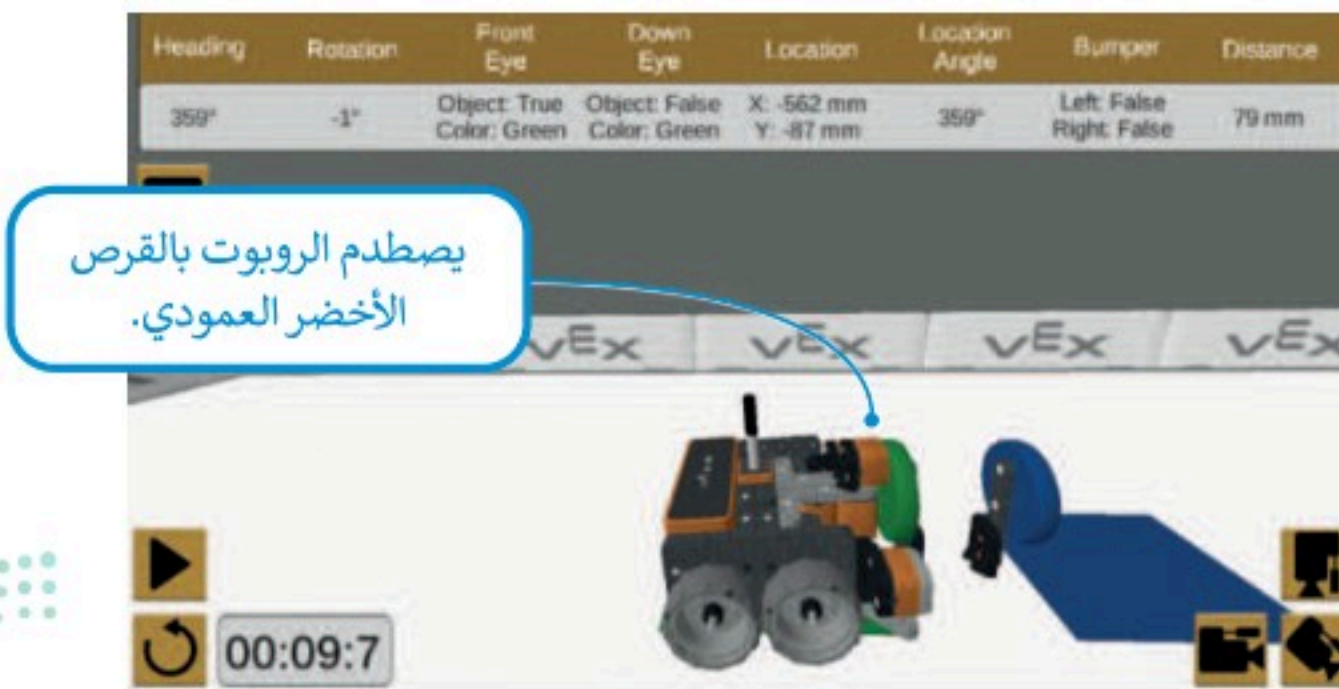 Heading Rotation Front Eye Down Eye Location Location Angle Bumper Distance
359° -1° Object: True Color: Green Object: False Color: Green X: -562 mm Y: -87 mm 359° Left: False Right: False 79 mm
يصطدم الروبوت بالقرص
الأخضر العمودي.
VEX VEX VEX VEX
00:09:7